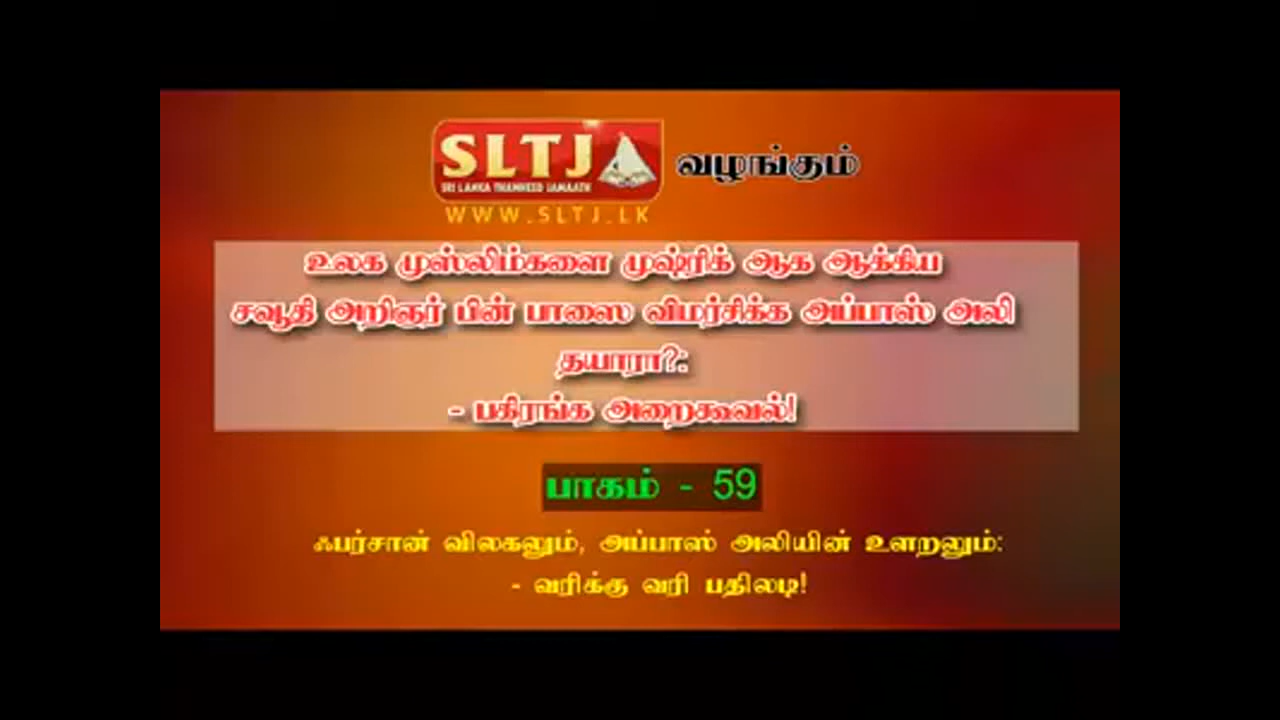 SLTJ வழங்கும்
SRI LANKA THAWHEED JAMAATH
WWW.SLTJ.LK
உலக முஸ்லிம்களை முஷ்ரிக் ஆக ஆக்கிய
சவூதி அறிஞர் பின் பாஸை விமர்சிக்க அப்பாஸ் அலி
தயாரா?:
- பகிரங்க அறைகூவல்!
பாகம் - 59
ஃபர்சான் விலகலும், அப்பாஸ் அலியின் உளறலும்:
- வரிக்கு வரி பதிலடி!